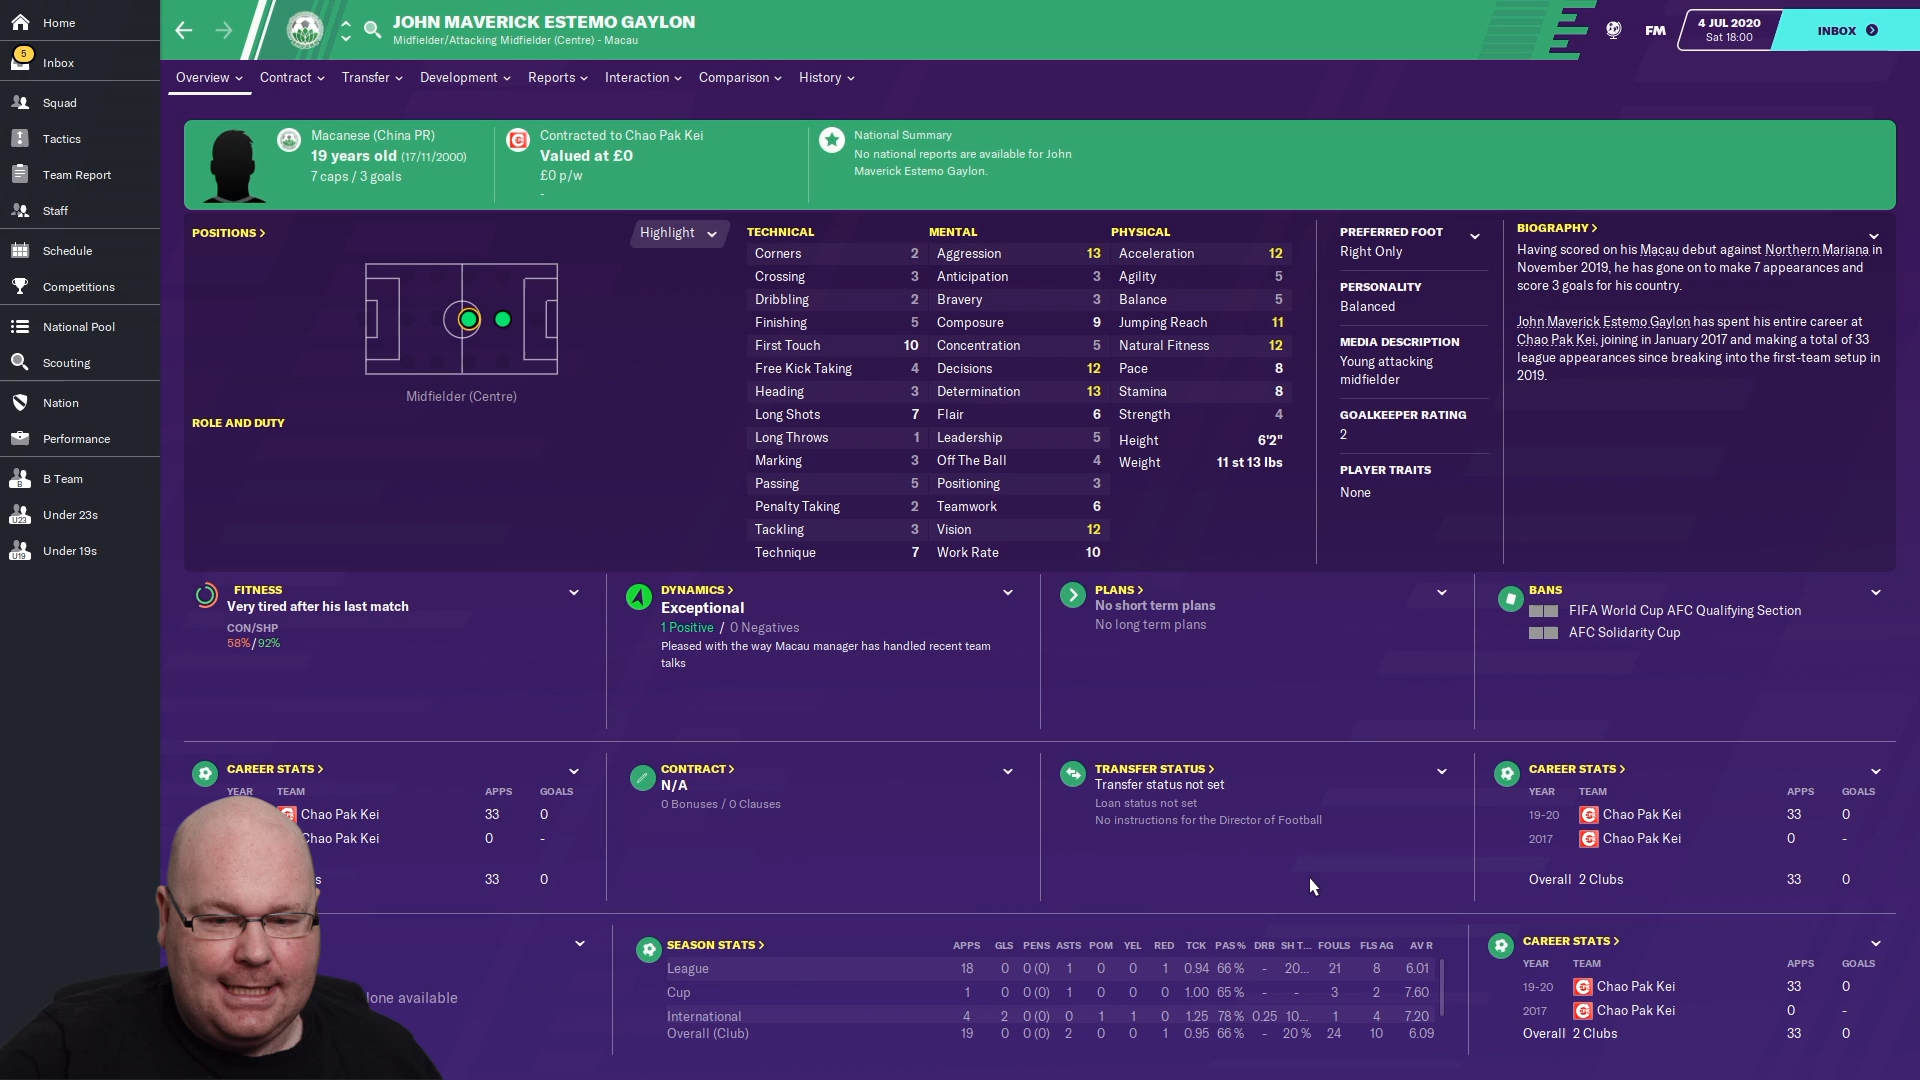 Home
JOHN MAVERICK ESTEMO GAYLON
Midfielder/Attacking Midfielder (Centre) - Macau
FM
4 JUL 2020
Sat 18:00
INBOX
5
Inbox
Squad
Tactics
Team Report
Staff
Schedule
Competitions
National Pool
Scouting
Nation
Performance
B
B Team
U23
Under 23s
U19
Under 19s
Overview Contract Transfer Development Reports Interaction Comparison History
Macanese (China PR)
19 years old (17/11/2000)
7 caps / 3 goals
Contracted to Chao Pak Kei
Valued at £0
£0 p/w
-
National Summary
No national reports are available for John
Maverick Estemo Gaylon.
POSITIONS >
Highlight
Midfielder (Centre)
ROLE AND DUTY
TECHNICAL
Corners 2
Crossing 3
Dribbling 2
Finishing 5
First Touch 10
Free Kick Taking 4
Heading 3
Long Shots 7
Long Throws 1
Marking 3
Passing 5
Penalty Taking 2
Tackling 3
Technique 7
MENTAL
Aggression 13
Anticipation 3
Bravery 3
Composure 9
Concentration 5
Decisions 12
Determination 13
Flair 6
Leadership 5
Off The Ball 4
Positioning 3
Teamwork 6
Vision 12
Work Rate 10
PHYSICAL
Acceleration 12
Agility 5
Balance 5
Jumping Reach 11
Natural Fitness 12
Pace 8
Stamina 8
Strength 4
Height 6'2"
Weight 11 st 13 lbs
PREFERRED FOOT
Right Only
PERSONALITY
Balanced
MEDIA DESCRIPTION
Young attacking
midfielder
GOALKEEPER RATING
2
PLAYER TRAITS
None
BIOGRAPHY >
Having scored on his Macau debut against Northern Mariana in
November 2019, he has gone on to make 7 appearances and
score 3 goals for his country.
John Maverick Estemo Gaylon has spent his entire career at
Chao Pak Kei, joining in January 2017 and making a total of 33
league appearances since breaking into the first-team setup in
2019.
FITNESS
Very tired after his last match
CON/SHP
58% / 92%
DYNAMICS >
Exceptional
1 Positive / 0 Negatives
Pleased with the way Macau manager has handled recent team
talks
PLANS >
No short term plans
No long term plans
BANS
FIFA World Cup AFC Qualifying Section
AFC Solidarity Cup
CAREER STATS >
YEAR TEAM APPS GOALS
Chao Pak Kei 33 0
Chao Pak Kei 0 -
s 33 0
CONTRACT >
N/A
0 Bonuses / 0 Clauses
TRANSFER STATUS >
Transfer status not set
Loan status not set
No instructions for the Director of Football
CAREER STATS >
YEAR TEAM APPS GOALS
19-20 Chao Pak Kei 33 0
2017 Chao Pak Kei 0 -
Overall 2 Clubs 33 0
lone available
SEASON STATS > APPS GLS PENS ASTS POM YEL RED TCK PAS % DRB SH T... FOULS FLS AG AV R
League 18 0 0 (0) 1 0 0 1 0.94 66 % - 20... 21 8 6.01
Cup 1 0 0 (0) 1 0 0 0 1.00 65 % - - 3 2 7.60
International 4 2 0 (0) 0 1 1 0 1.25 78 % 0.25 10... 1 4 7.20
Overall (Club) 19 0 0 (0) 2 0 0 1 0.95 66 % - 20 % 24 10 6.09
CAREER STATS >
YEAR TEAM APPS GOALS
19-20 Chao Pak Kei 33 0
2017 Chao Pak Kei 0 -
Overall 2 Clubs 33 0